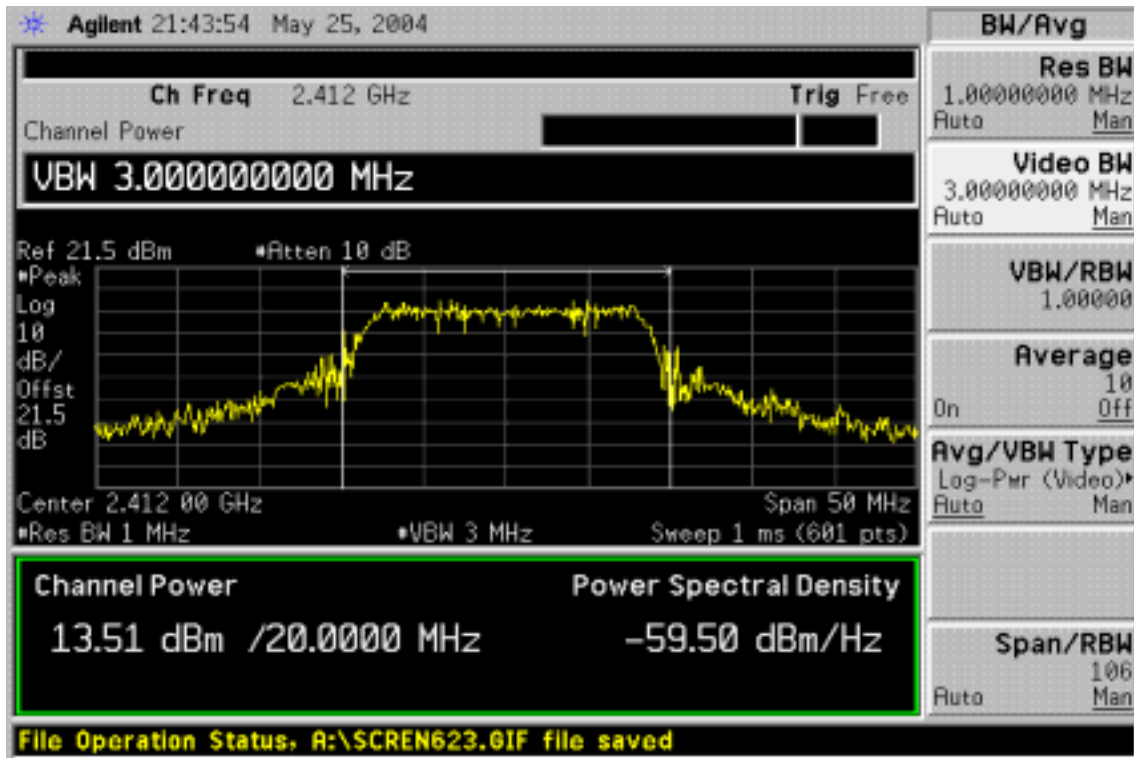 Agilent 21:43:54 May 25, 2004
BW/Avg
Ch Freq 2.412 GHz
Trig Free
Channel Power
VBW 3.000000000 MHz
Ref 21.5 dBm
#Atten 10 dB
#Peak
Log
10
dB/
Offst
21.5
dB
Center 2.412 00 GHz
Span 50 MHz
#Res BW 1 MHz
#VBW 3 MHz
Sweep 1 ms (601 pts)
Channel Power
Power Spectral Density
13.51 dBm /20.0000 MHz
-59.50 dBm/Hz
Res BW
1.00000000 MHz
Auto Man
Video BW
3.00000000 MHz
Auto Man
VBW/RBW
1.00000
Average
10
On Off
Avg/VBW Type
Log-Pwr (Video)▸
Auto Man
Span/RBW
106
Auto Man
File Operation Status, A:\SCREN623.GIF file saved